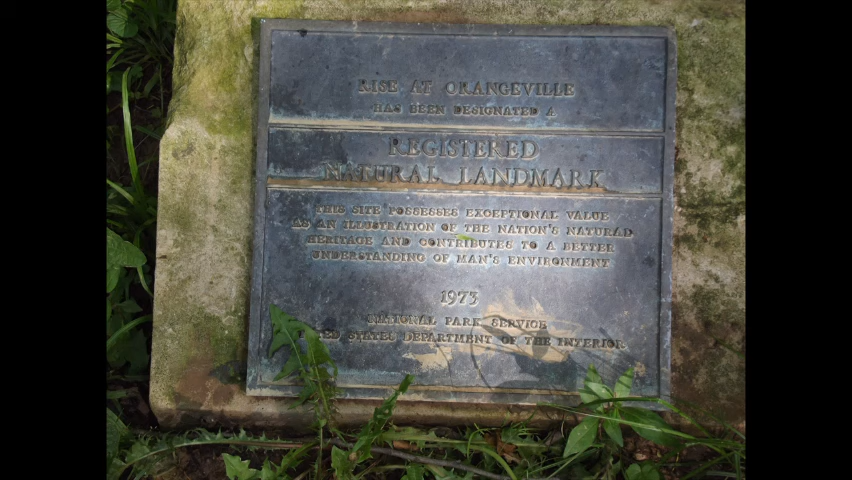 RISE AT ORANGEVILLE
HAS BEEN DESIGNATED A
REGISTERED
NATURAL LANDMARK
THIS SITE POSSESSES EXCEPTIONAL VALUE
AS AN ILLUSTRATION OF THE NATION'S NATURAL
HERITAGE AND CONTRIBUTES TO A BETTER
UNDERSTANDING OF MAN'S ENVIRONMENT
1973
NATIONAL PARK SERVICE
STATES DEPARTMENT OF THE INTERIOR